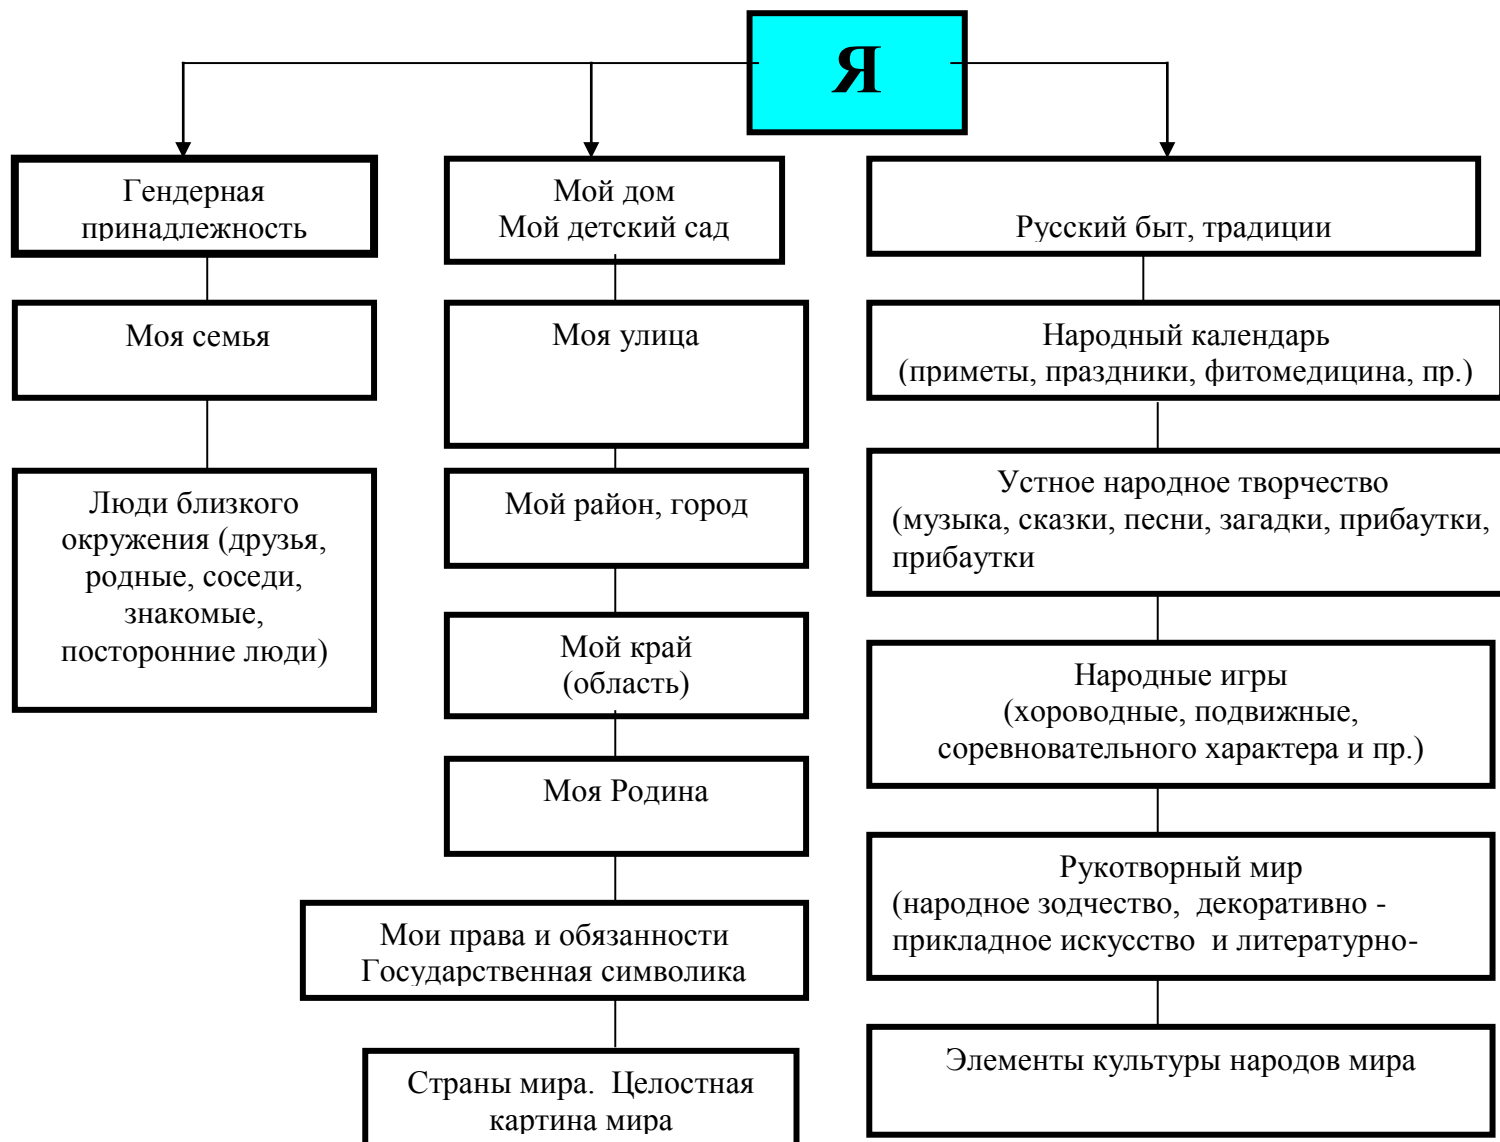 Я
Гендерная
принадлежность
Моя семья
Люди близкого
окружения (друзья,
родные, соседи,
знакомые,
посторонние люди)
Мой дом
Мой детский сад
Моя улица
Мой район, город
Мой край
(область)
Моя Родина
Мои права и обязанности
Государственная символика
Страны мира.  Целостная
картина мира
Русский быт, традиции
Народный календарь
(приметы, праздники, фитомедицина, пр.)
Устное народное творчество
(музыка, сказки, песни, загадки, прибаутки,
прибаутки
Народные игры
(хороводные, подвижные,
соревновательного характера и пр.)
Рукотворный мир
(народное зодчество,  декоративно -
прикладное искусство  и литературно-
Элементы культуры народов мира